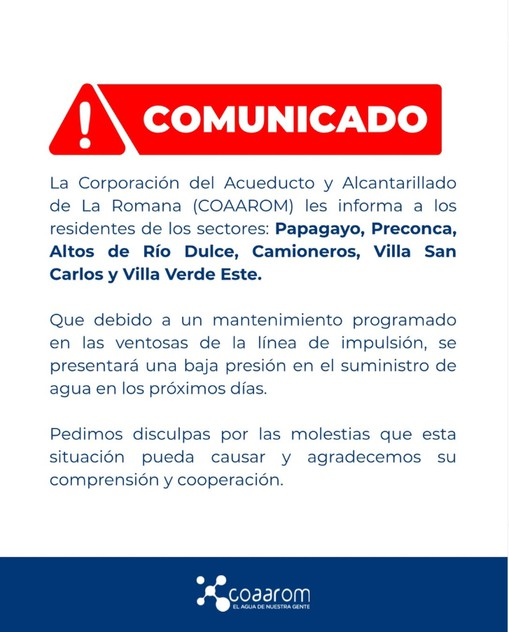 COMUNICADO
La Corporación del Acueducto y Alcantarillado
de La Romana (COAAROM) les informa a los
residentes de los sectores: Papagayo, Preconca,
Altos de Río Dulce, Camioneros, Villa San
Carlos y Villa Verde Este.
Que debido a un mantenimiento programado
en las ventosas de la línea de impulsión, se
presentará una baja presión en el suministro de
agua en los próximos días.
Pedimos disculpas por las molestias que esta
situación pueda causar y agradecemos su
comprensión y cooperación.
coaarom
EL AGUA DE NUESTRA GENTE